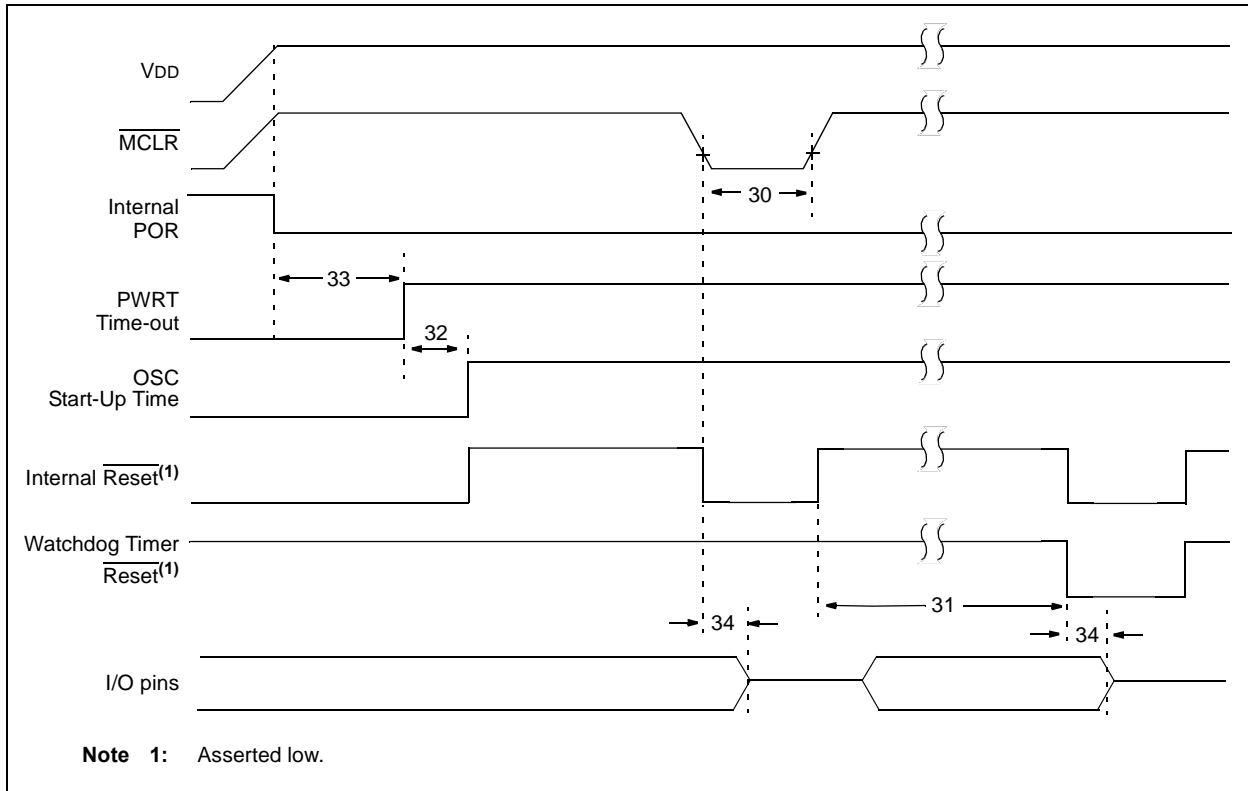 VDD
MCLR
30
Internal
POR
33
PWRT
Time-out
32
OSC
Start-Up Time
Internal Reset(1)
Watchdog Timer
Reset(1)
31
34
34
I/O pins
Note 1: Asserted low.